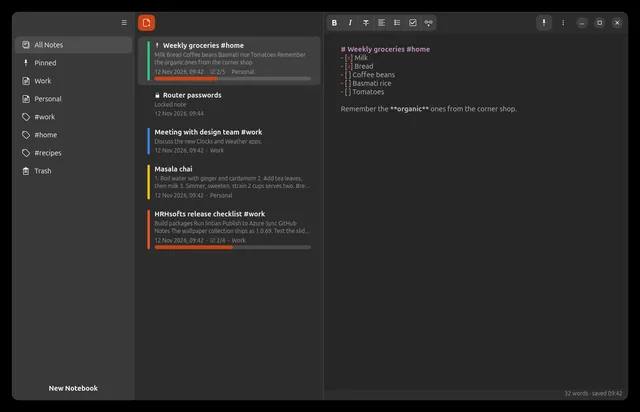 All Notes
Pinned
Work
Personal
#work
#home
#recipes
Trash
New Notebook
Weekly groceries #home
Milk Bread Coffee beans Basmati rice Tomatoes Remember
the organic ones from the corner shop.
12 Nov 2026, 09:42 · ☑ 2/5 · Personal
Router passwords
Locked note
12 Nov 2026, 09:44
Meeting with design team #work
Discuss the new Clocks and Weather apps.
12 Nov 2026, 09:42 · Work
Masala chai
1. Boil water with ginger and cardamom 2. Add tea leaves,
then milk 3. Simmer, sweeten, strain 2 cups serves two. #re…
12 Nov 2026, 09:42 · Personal
HRHsofts release checklist #work
Build packages Run lintian Publish to Azure Sync GitHub
Notes The wallpaper collection ships as 1.0.69. Test the slid…
12 Nov 2026, 09:42 · ☑ 2/4 · Work
B I T
# Weekly groceries #home
- [x] Milk
- [x] Bread
- [ ] Coffee beans
- [ ] Basmati rice
- [ ] Tomatoes
Remember the **organic** ones from the corner shop.
32 words · saved 09:42